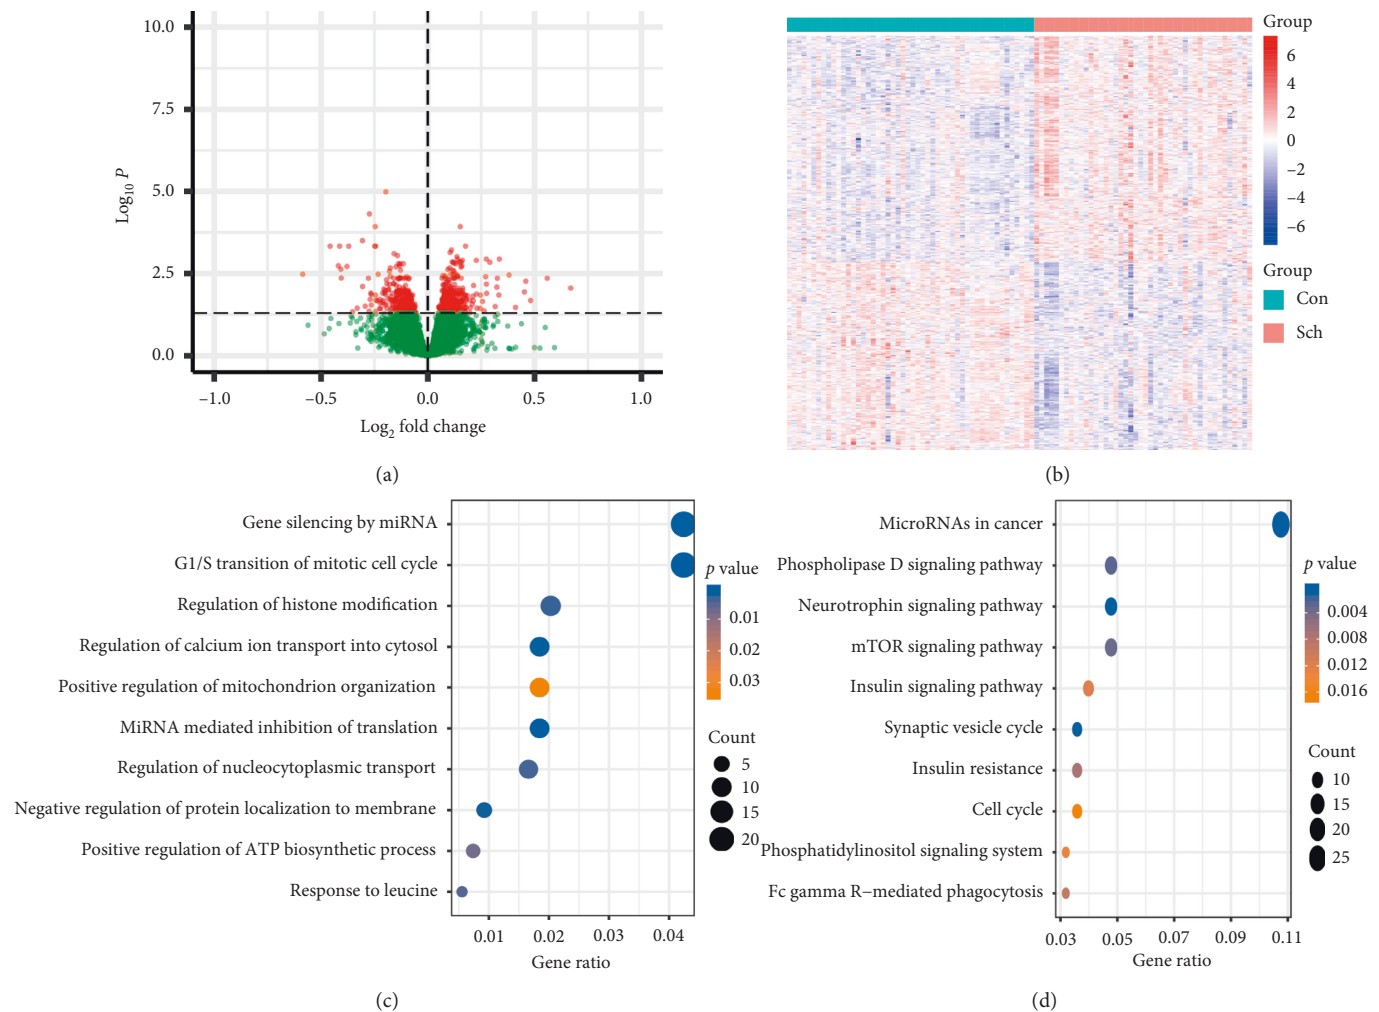 10.0
7.5
5.0
2.5
0.0
Log10 P
−1.0
−0.5
0.0
0.5
1.0
Log2 fold change
(a)
Group
6
4
2
0
−2
−4
−6
Group
Con
Sch
(b)
Gene silencing by miRNA
G1/S transition of mitotic cell cycle
Regulation of histone modification
Regulation of calcium ion transport into cytosol
Positive regulation of mitochondrion organization
MiRNA mediated inhibition of translation
Regulation of nucleocytoplasmic transport
Negative regulation of protein localization to membrane
Positive regulation of ATP biosynthetic process
Response to leucine
0.01
0.02
0.03
0.04
Gene ratio
p value
0.01
0.02
0.03
Count
5
10
15
20
(c)
MicroRNAs in cancer
Phospholipase D signaling pathway
Neurotrophin signaling pathway
mTOR signaling pathway
Insulin signaling pathway
Synaptic vesicle cycle
Insulin resistance
Cell cycle
Phosphatidylinositol signaling system
Fc gamma R−mediated phagocytosis
0.03
0.05
0.07
0.09
0.11
Gene ratio
p value
0.004
0.008
0.012
0.016
Count
10
15
20
25
(d)